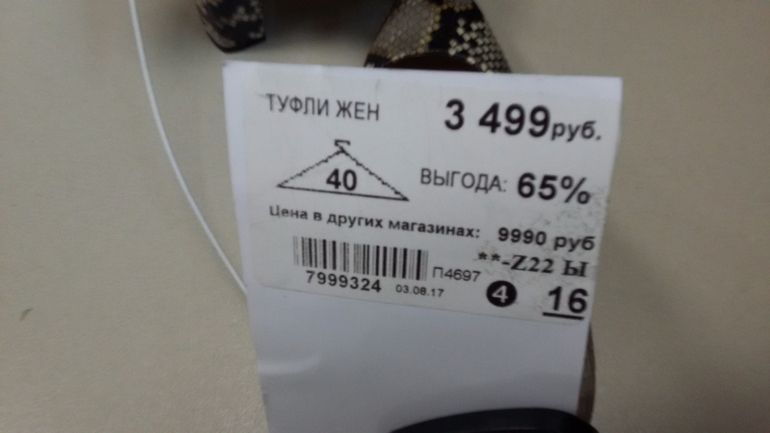 ТУФЛИ ЖЕН
3 499руб.
40
ВЫГОДА: 65%
Цена в других магазинах: 9990 руб
**-Z22 Ы
П4697
7999324 03.08.17
4 16